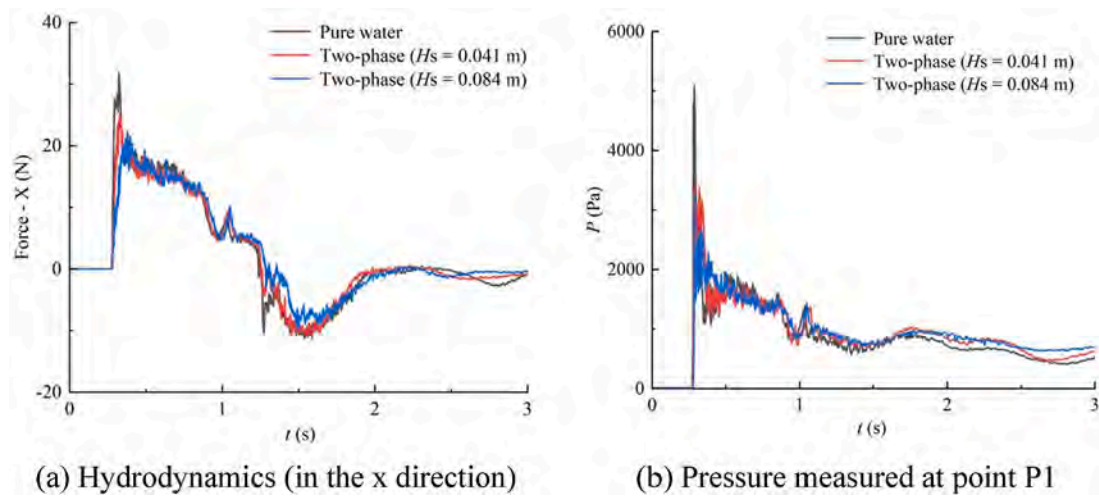 40
20
0
-20
Force - X (N)
Pure water
Two-phase (Hs = 0.041 m)
Two-phase (Hs = 0.084 m)
0 1 2 3
t (s)
(a) Hydrodynamics (in the x direction)
6000
4000
2000
0
P (Pa)
Pure water
Two-phase (Hs = 0.041 m)
Two-phase (Hs = 0.084 m)
0 1 2 3
t (s)
(b) Pressure measured at point P1